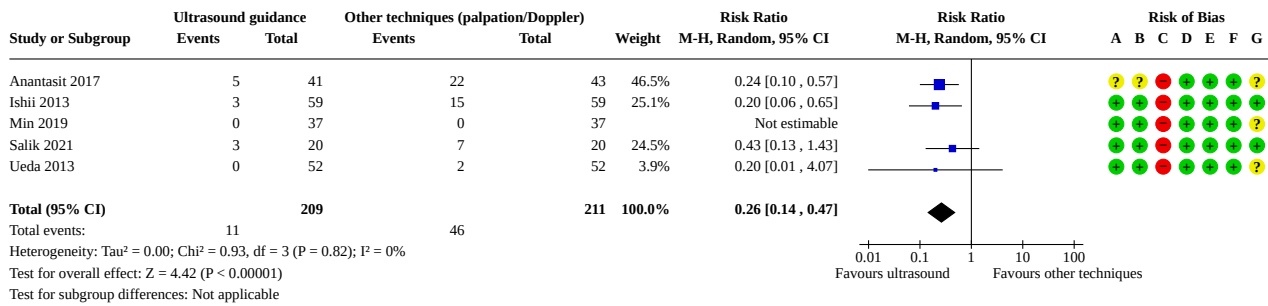 Ultrasound guidance Other techniques (palpation/Doppler) Risk Ratio Risk Ratio Risk of Bias
Study or Subgroup Events Total Events Total Weight M-H, Random, 95% CI M-H, Random, 95% CI A B C D E F G
Anantasit 2017 5 41 22 43 46.5% 0.24 [0.10 , 0.57] ? ? − + + + ?
Ishii 2013 3 59 15 59 25.1% 0.20 [0.06 , 0.65] + + − + + + +
Min 2019 0 37 0 37 Not estimable + + − + + + ?
Salik 2021 3 20 7 20 24.5% 0.43 [0.13 , 1.43] + + − + + + +
Ueda 2013 0 52 2 52 3.9% 0.20 [0.01 , 4.07] + + − + + + ?
Total (95% CI) 209 211 100.0% 0.26 [0.14 , 0.47]
Total events: 11 46
Heterogeneity: Tau² = 0.00; Chi² = 0.93, df = 3 (P = 0.82); I² = 0%
0.01 0.1 1 10 100
Test for overall effect: Z = 4.42 (P < 0.00001) Favours ultrasound Favours other techniques
Test for subgroup differences: Not applicable